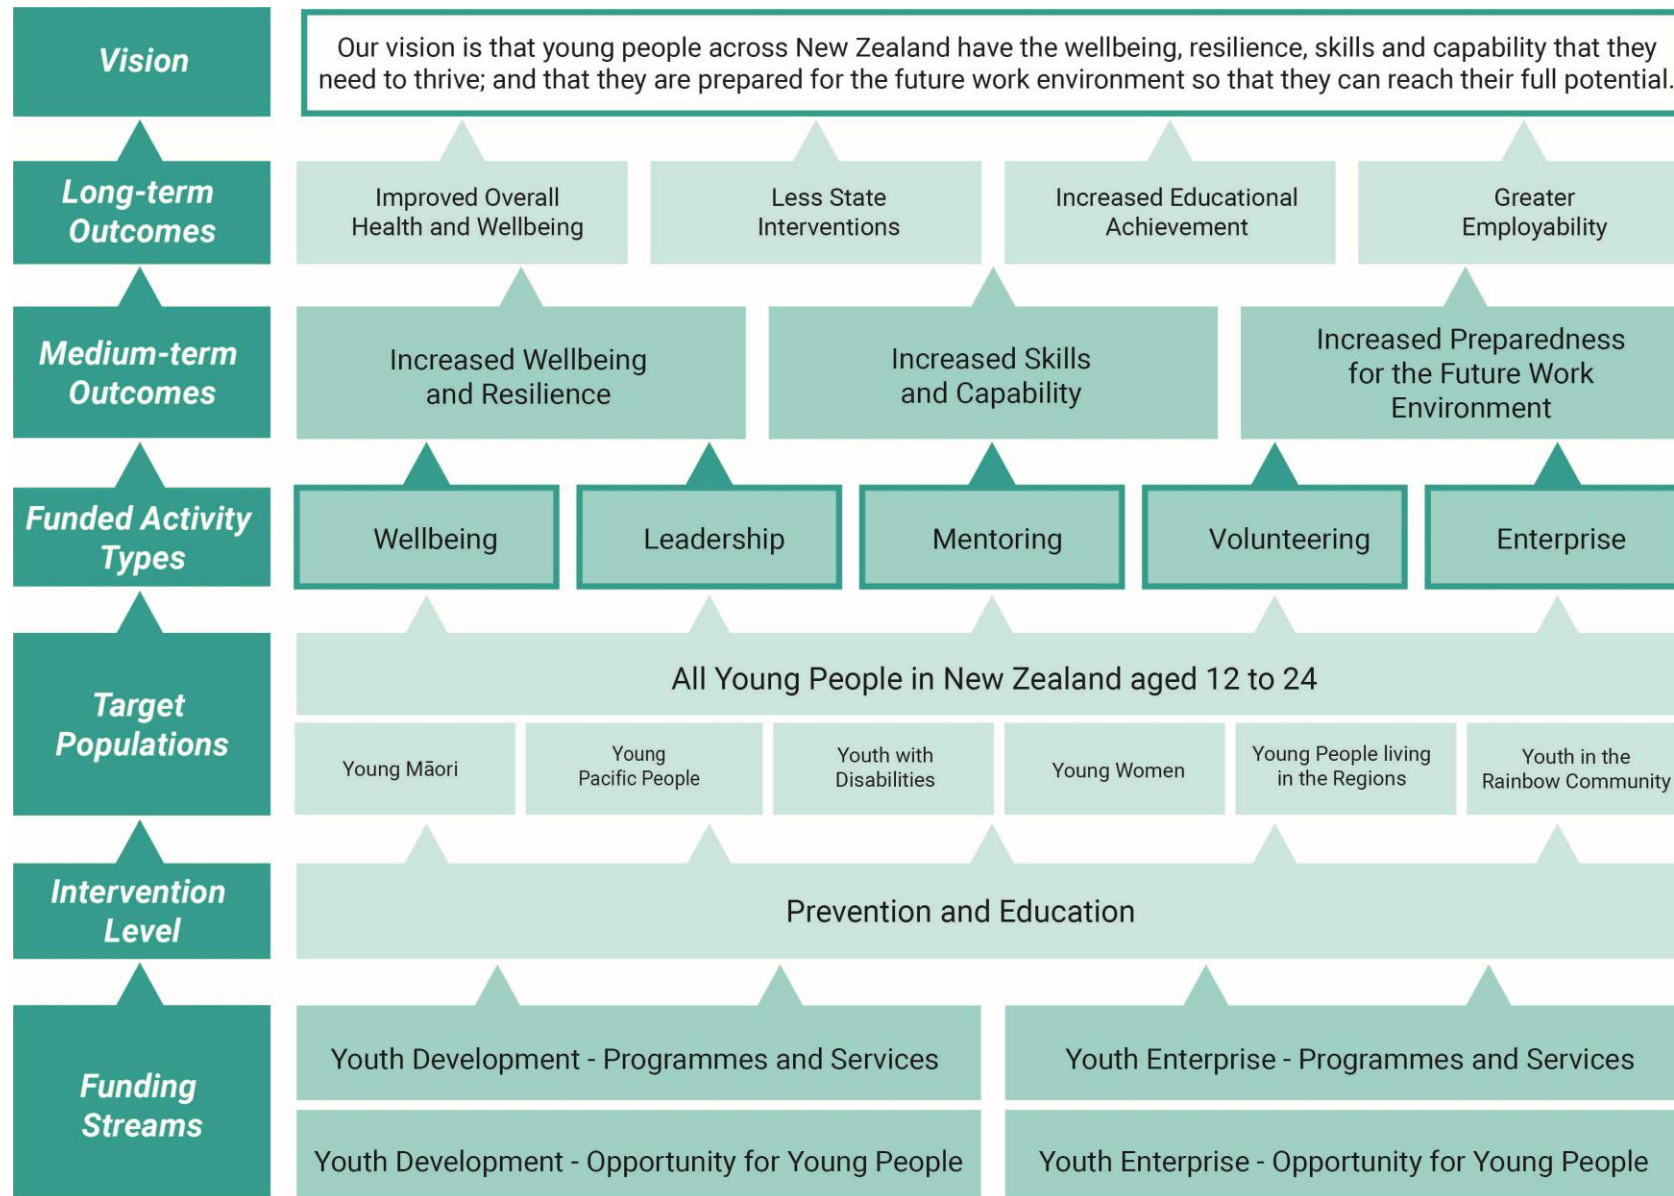 Vision
Our vision is that young people across New Zealand have the wellbeing, resilience, skills and capability that they
need to thrive; and that they are prepared for the future work environment so that they can reach their full potential.
Long-term
Outcomes
Improved Overall
Health and Wellbeing
Less State
Interventions
Increased Educational
Achievement
Greater
Employability
Medium-term
Outcomes
Increased Wellbeing
and Resilience
Increased Skills
and Capability
Increased Preparedness
for the Future Work
Environment
Funded Activity
Types
Wellbeing
Leadership
Mentoring
Volunteering
Enterprise
Target
Populations
All Young People in New Zealand aged 12 to 24
Young Māori
Young
Pacific People
Youth with
Disabilities
Young Women
Young People living
in the Regions
Youth in the
Rainbow Community
Intervention
Level
Prevention and Education
Funding
Streams
Youth Development - Programmes and Services
Youth Enterprise - Programmes and Services
Youth Development - Opportunity for Young People
Youth Enterprise - Opportunity for Young People